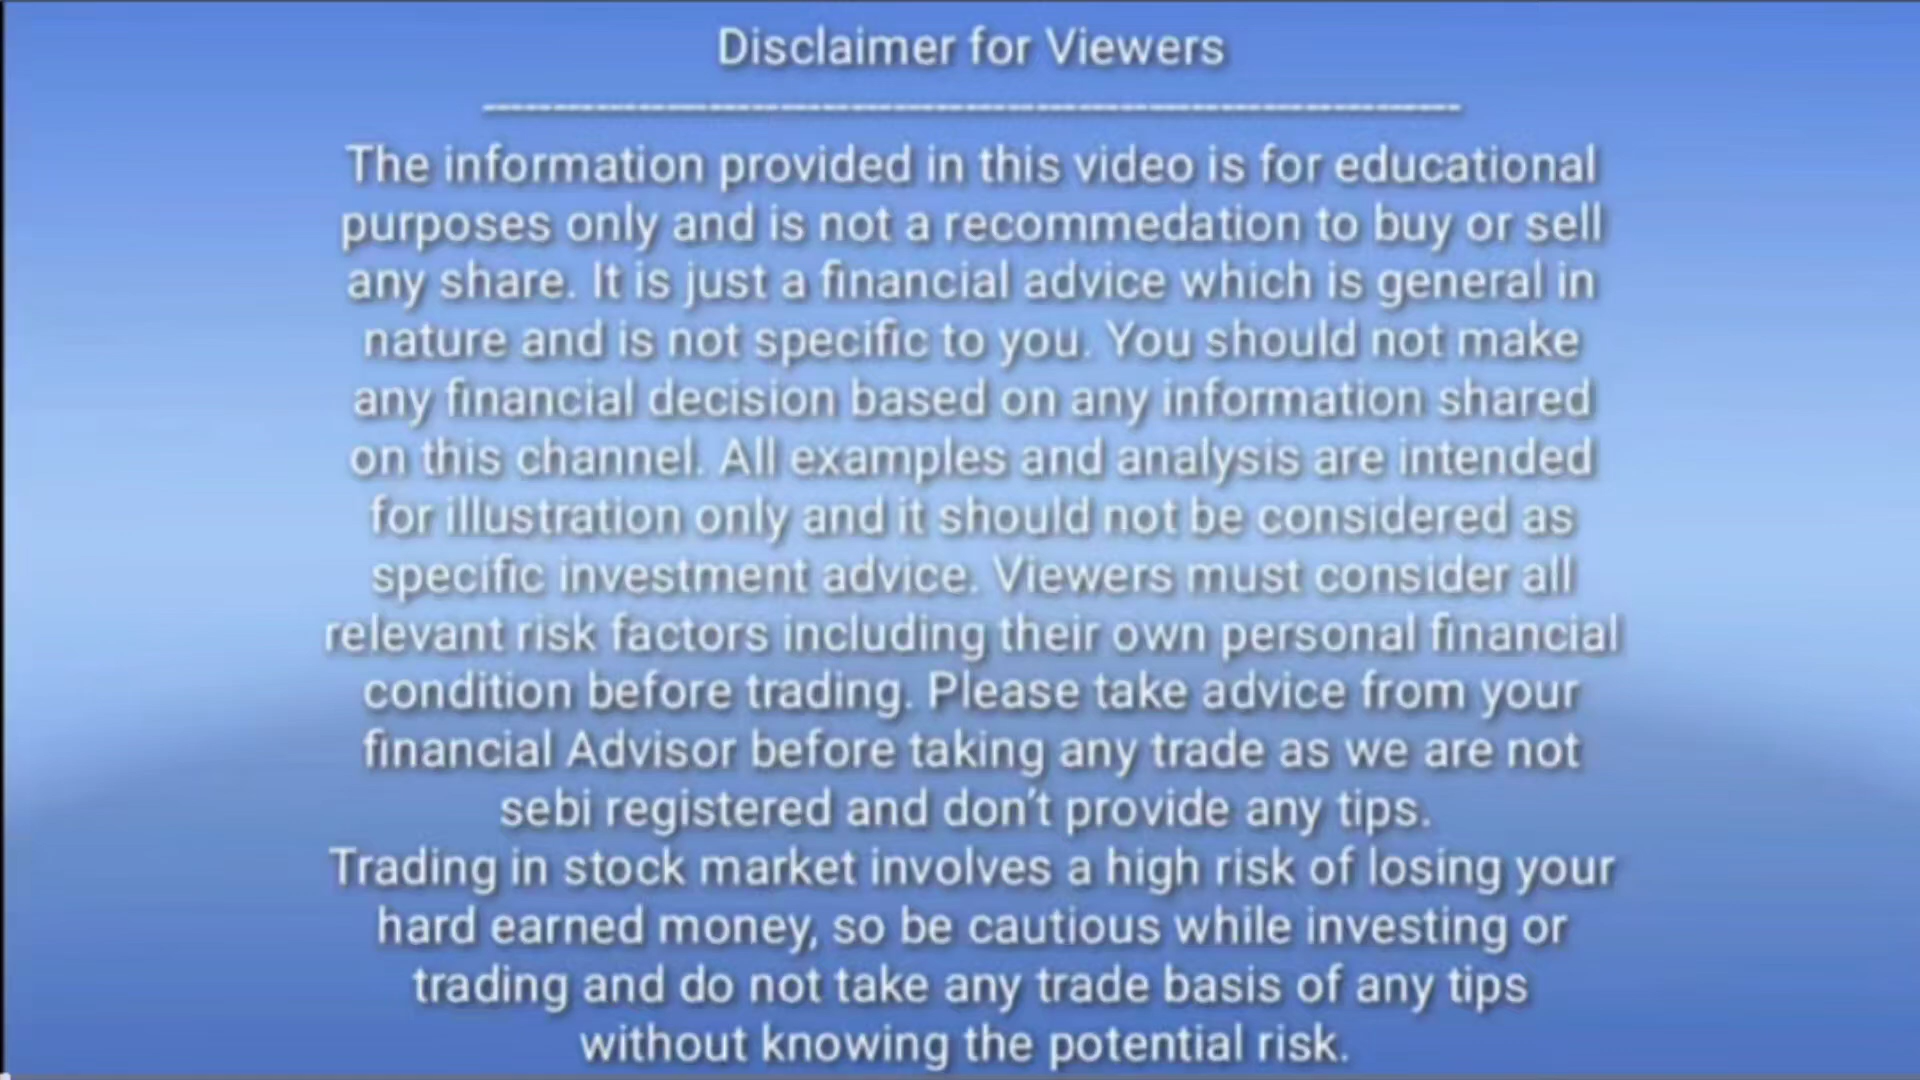 Disclaimer for Viewers
----------------------------------------------------------------------
The information provided in this video is for educational
purposes only and is not a recommedation to buy or sell
any share. It is just a financial advice which is general in
nature and is not specific to you. You should not make
any financial decision based on any information shared
on this channel. All examples and analysis are intended
for illustration only and it should not be considered as
specific investment advice. Viewers must consider all
relevant risk factors including their own personal financial
condition before trading. Please take advice from your
financial Advisor before taking any trade as we are not
sebi registered and don't provide any tips.
Trading in stock market involves a high risk of losing your
hard earned money, so be cautious while investing or
trading and do not take any trade basis of any tips
without knowing the potential risk.